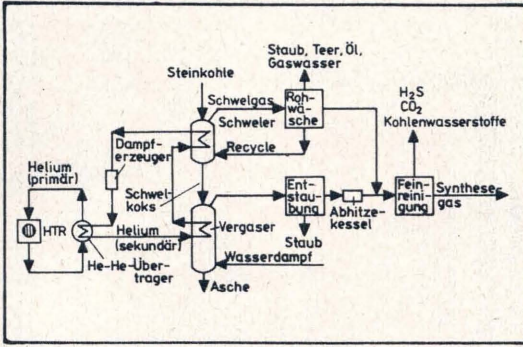 Staub, Teer, Öl,
Gaswasser
Steinkohle
H₂S
CO₂
Kohlenwasserstoffe
Schwelgas
Roh-
wäsche
Schweler
Dampf-
erzeuger
Recycle
Helium
(primär)
Schwel-
koks
Ent-
staubung
Fein-
reini-
gung
Synthese-
gas
Abhitze-
kessel
HTR
Helium
(sekundär)
Vergaser
He-He-Über-
trager
Staub
Wasserdampf
Asche